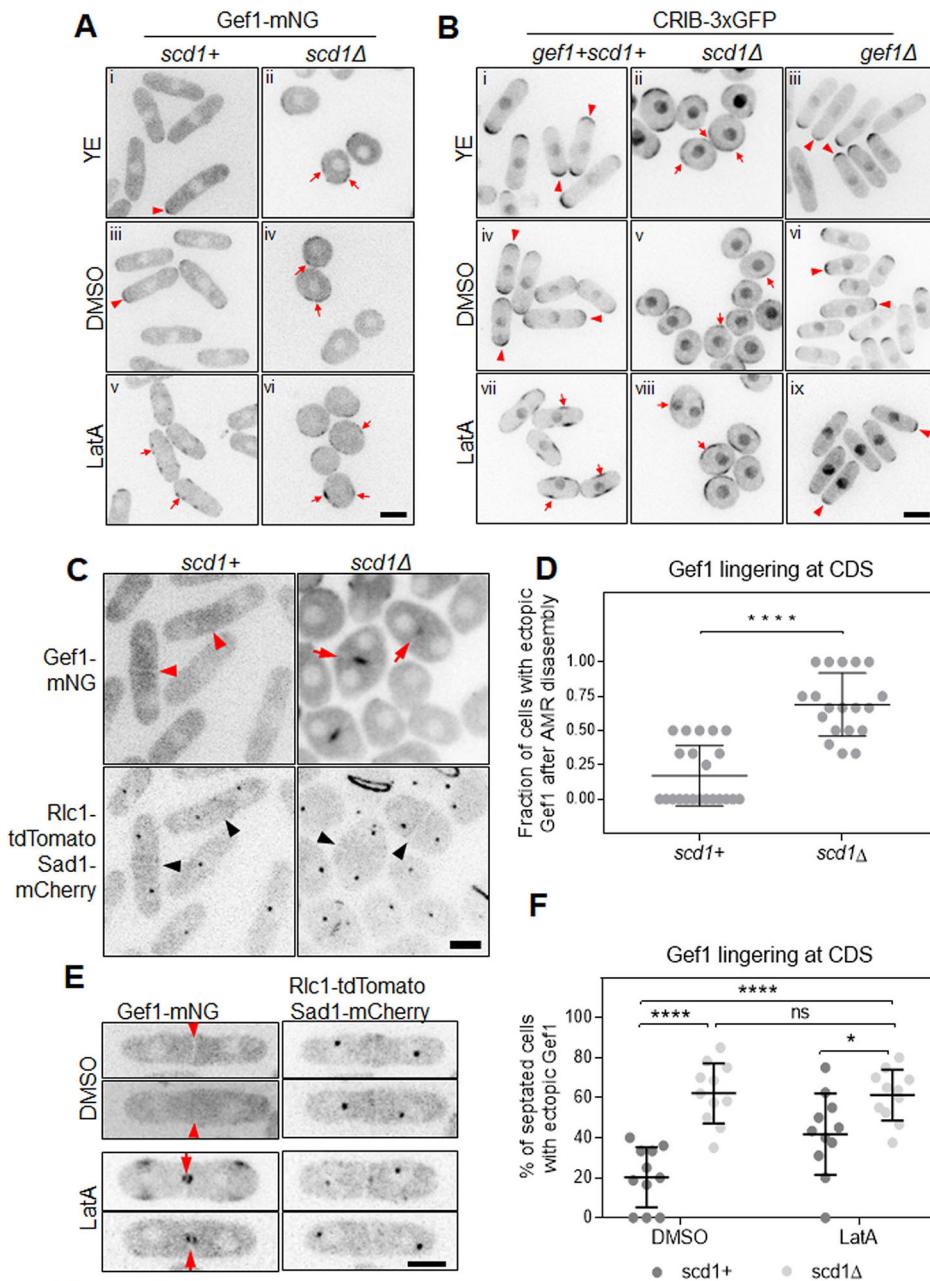 A
Gef1-mNG
scd1+
scd1Δ
YE
i
ii
DMSO
iii
iv
LatA
v
vi
B
CRIB-3xGFP
gef1+scd1+
scd1Δ
gef1Δ
YE
i
ii
iii
DMSO
iv
v
vi
LatA
vii
viii
ix
C
scd1+
scd1Δ
Gef1-
mNG
Rlc1-
tdTomato
Sad1-
mCherry
D
Gef1 lingering at CDS
Fraction of cells with ectopic
Gef1 after AMR disasembly
****
1.00
0.75
0.50
0.25
0.00
scd1+
scd1Δ
E
Gef1-mNG
Rlc1-tdTomato
Sad1-mCherry
DMSO
LatA
F
Gef1 lingering at CDS
% of septated cells
with ectopic Gef1
****
****
ns
*
100
80
60
40
20
0
DMSO
LatA
scd1+
scd1Δ